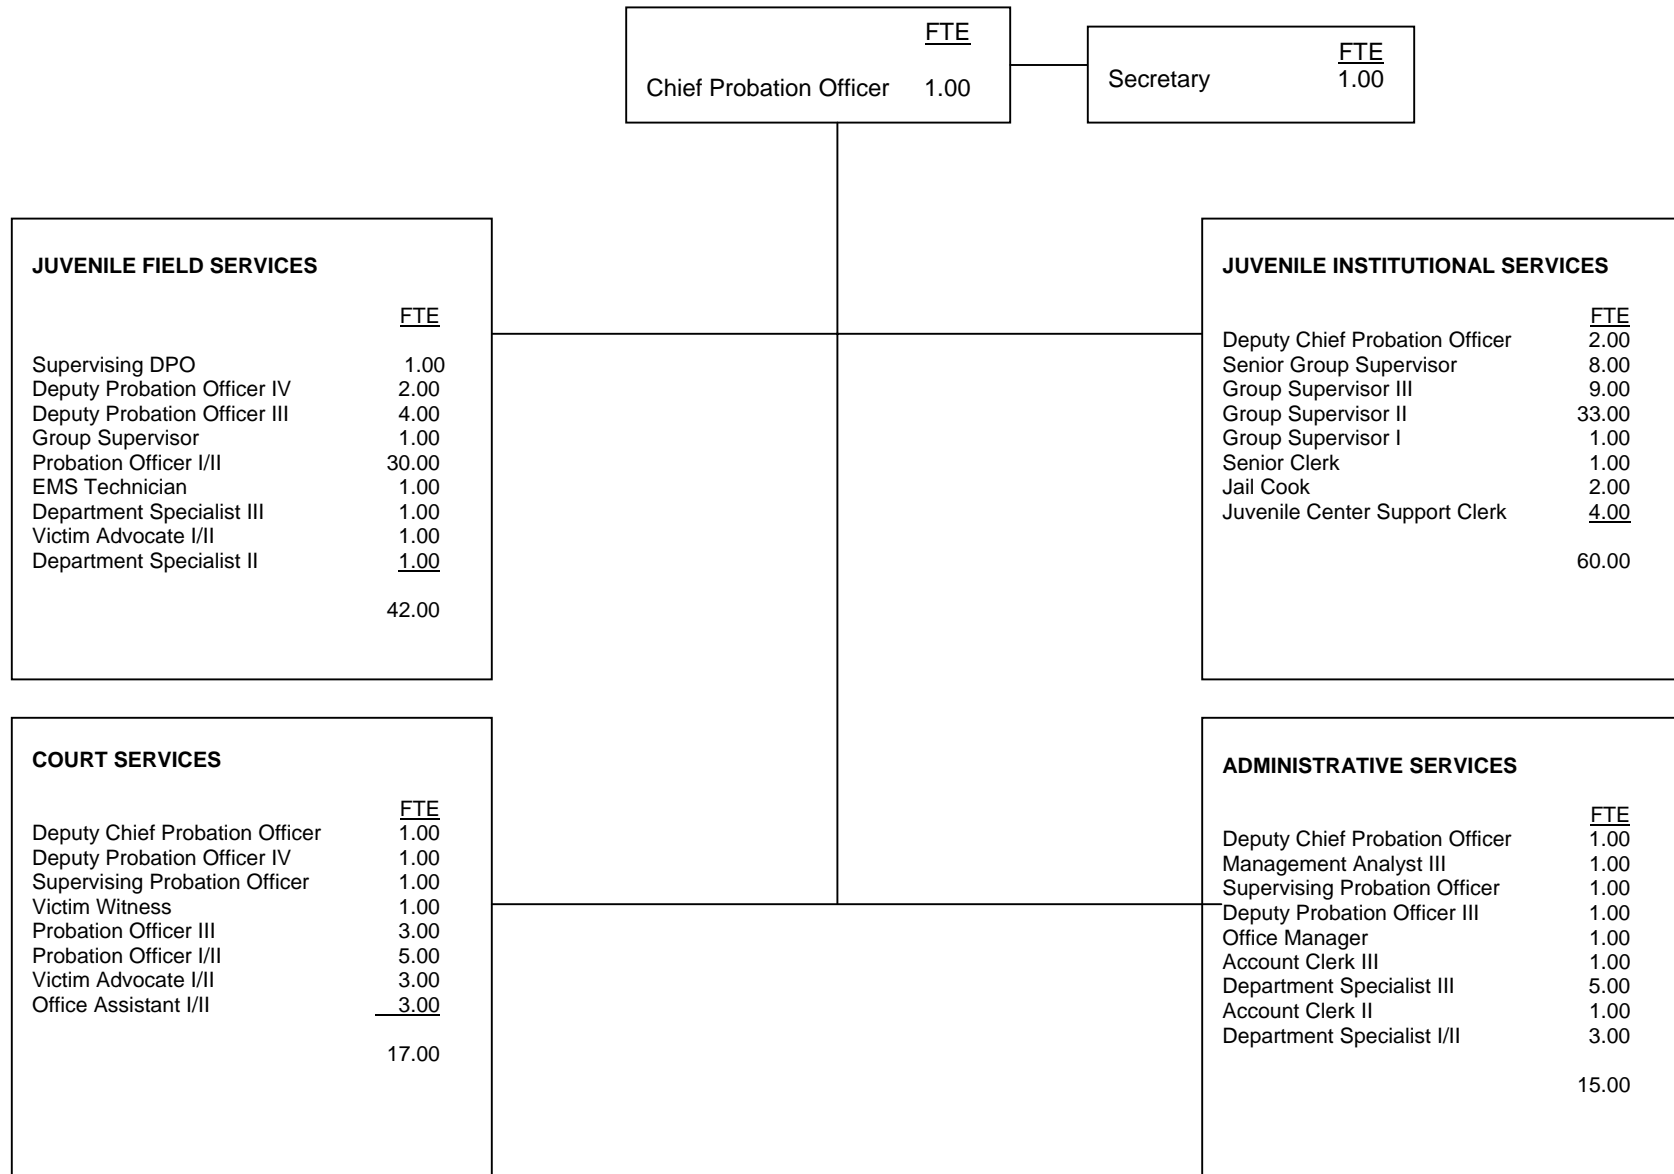 FTE
Chief Probation Officer 1.00
FTE
Secretary 1.00
JUVENILE FIELD SERVICES
FTE
Supervising DPO 1.00
Deputy Probation Officer IV 2.00
Deputy Probation Officer III 4.00
Group Supervisor 1.00
Probation Officer I/II 30.00
EMS Technician 1.00
Department Specialist III 1.00
Victim Advocate I/II 1.00
Department Specialist II 1.00
42.00
JUVENILE INSTITUTIONAL SERVICES
FTE
Deputy Chief Probation Officer 2.00
Senior Group Supervisor 8.00
Group Supervisor III 9.00
Group Supervisor II 33.00
Group Supervisor I 1.00
Senior Clerk 1.00
Jail Cook 2.00
Juvenile Center Support Clerk 4.00
60.00
COURT SERVICES
FTE
Deputy Chief Probation Officer 1.00
Deputy Probation Officer IV 1.00
Supervising Probation Officer 1.00
Victim Witness 1.00
Probation Officer III 3.00
Probation Officer I/II 5.00
Victim Advocate I/II 3.00
Office Assistant I/II 3.00
17.00
ADMINISTRATIVE SERVICES
FTE
Deputy Chief Probation Officer 1.00
Management Analyst III 1.00
Supervising Probation Officer 1.00
Deputy Probation Officer III 1.00
Office Manager 1.00
Account Clerk III 1.00
Department Specialist III 5.00
Account Clerk II 1.00
Department Specialist I/II 3.00
15.00